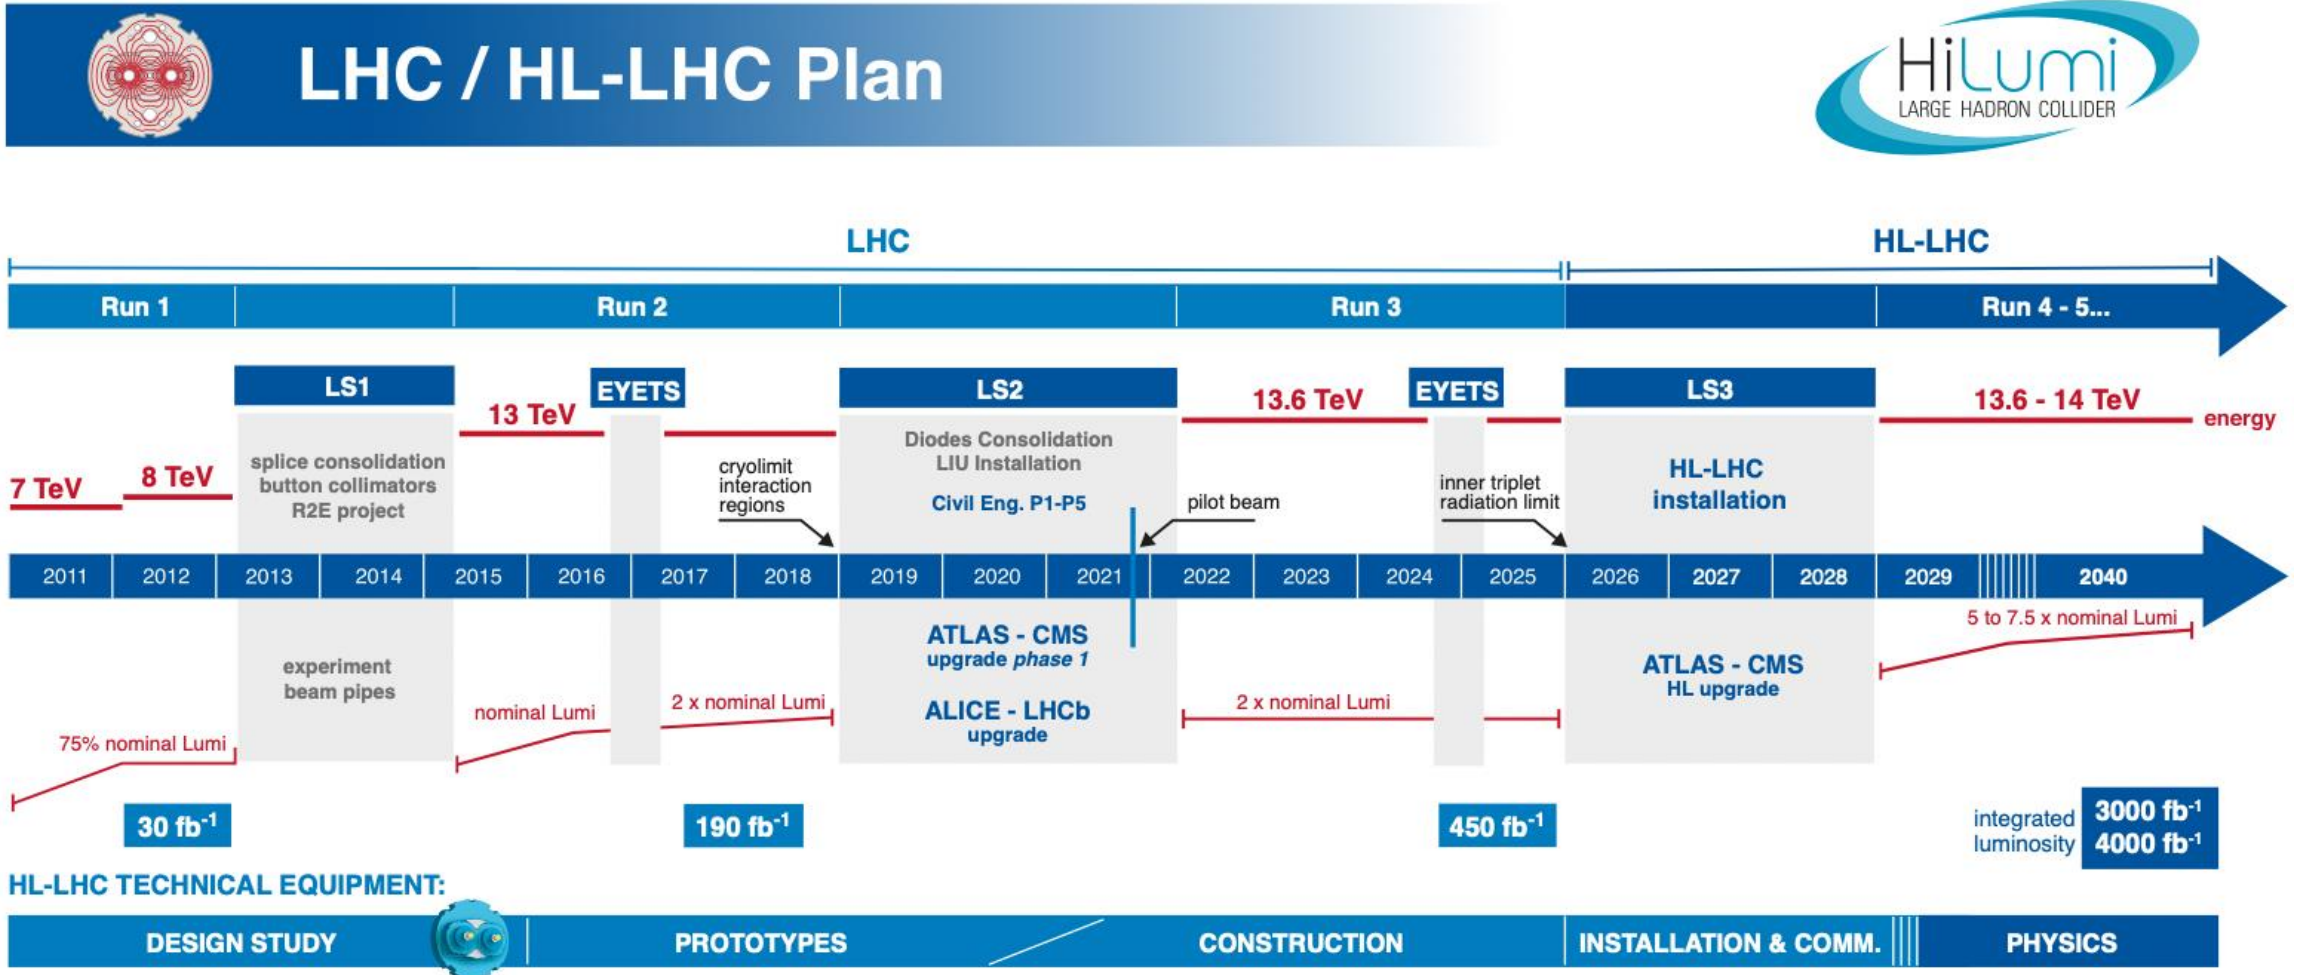 LHC / HL-LHC Plan
HiLumi
LARGE HADRON COLLIDER
LHC
HL-LHC
Run 1
Run 2
Run 3
Run 4 - 5...
LS1
EYETS
LS2
EYETS
LS3
7 TeV
8 TeV
13 TeV
13.6 TeV
13.6 - 14 TeV
energy
splice consolidation
button collimators
R2E project
cryolimit
interaction
regions
Diodes Consolidation
LIU Installation
Civil Eng. P1-P5
pilot beam
inner triplet
radiation limit
HL-LHC
installation
2011
2012
2013
2014
2015
2016
2017
2018
2019
2020
2021
2022
2023
2024
2025
2026
2027
2028
2029
2040
experiment
beam pipes
ATLAS - CMS
upgrade phase 1
ALICE - LHCb
upgrade
ATLAS - CMS
HL upgrade
75% nominal Lumi
nominal Lumi
2 x nominal Lumi
2 x nominal Lumi
5 to 7.5 x nominal Lumi
30 fb⁻¹
190 fb⁻¹
450 fb⁻¹
integrated
luminosity
3000 fb⁻¹
4000 fb⁻¹
HL-LHC TECHNICAL EQUIPMENT:
DESIGN STUDY
PROTOTYPES
CONSTRUCTION
INSTALLATION & COMM.
PHYSICS